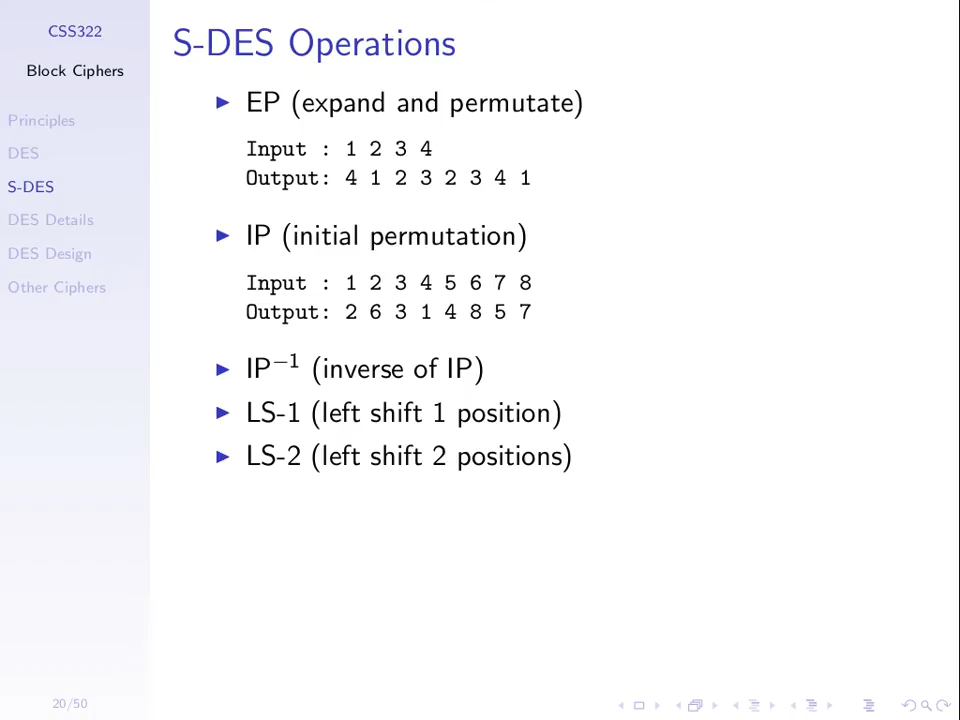 CSS322
Block Ciphers
Principles
DES
S-DES
DES Details
DES Design
Other Ciphers
20/50
S-DES Operations
EP (expand and permutate)
Input : 1 2 3 4
Output: 4 1 2 3 2 3 4 1
IP (initial permutation)
Input : 1 2 3 4 5 6 7 8
Output: 2 6 3 1 4 8 5 7
IP⁻¹ (inverse of IP)
LS-1 (left shift 1 position)
LS-2 (left shift 2 positions)